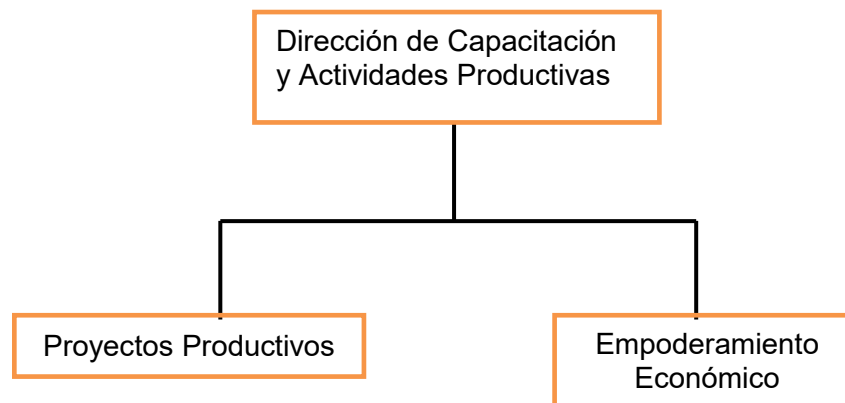 Dirección de Capacitación
y Actividades Productivas
Proyectos Productivos
Empoderamiento
Económico